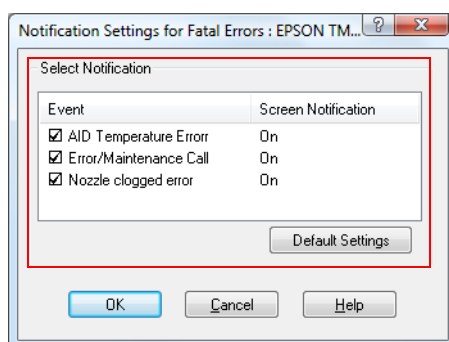 Notification Settings for Fatal Errors : EPSON TM...
?
Select Notification
Event Screen Notification
AID Temperature Errorr On
Error/Maintenance Call On
Nozzle clogged error On
Default Settings
OK Cancel Help